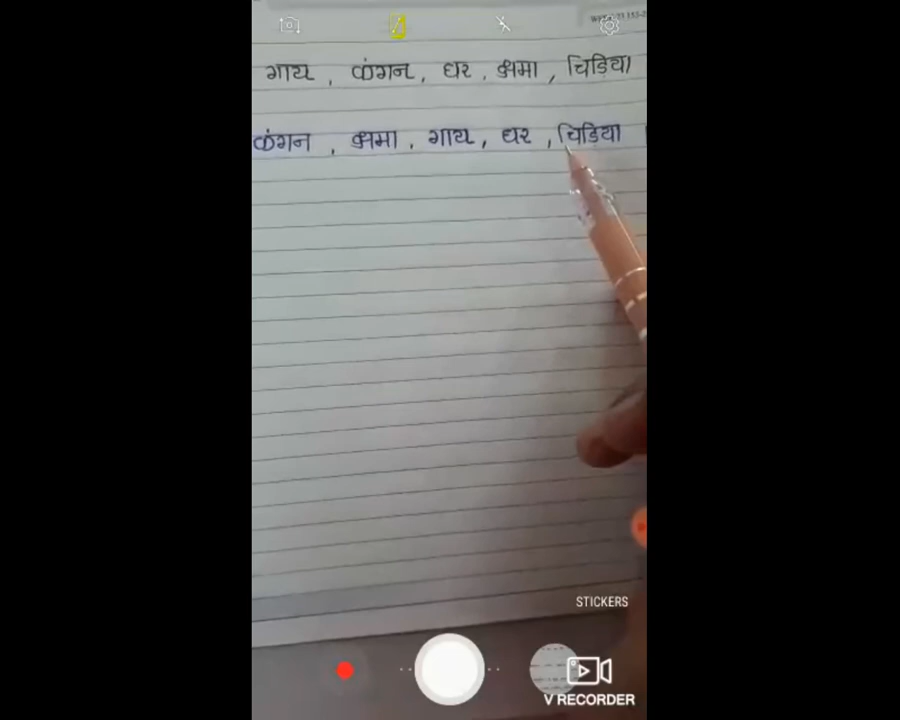 गाय , कंगन , घर , क्षमा , चिड़िया
कंगन , क्षमा , गाय , घर , चिड़िया ।
STICKERS
V RECORDER